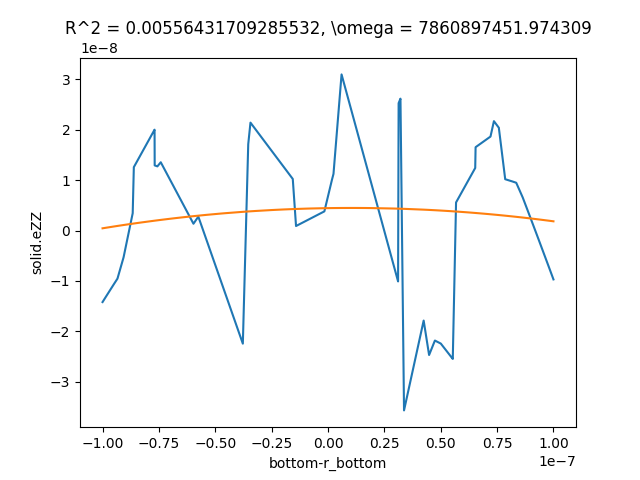 R^2 = 0.00556431709285532, \omega = 7860897451.974309
1e−8
3
2
1
0
−1
−2
−3
solid.eZZ
−1.00 −0.75 −0.50 −0.25 0.00 0.25 0.50 0.75 1.00
bottom-r_bottom
1e−7